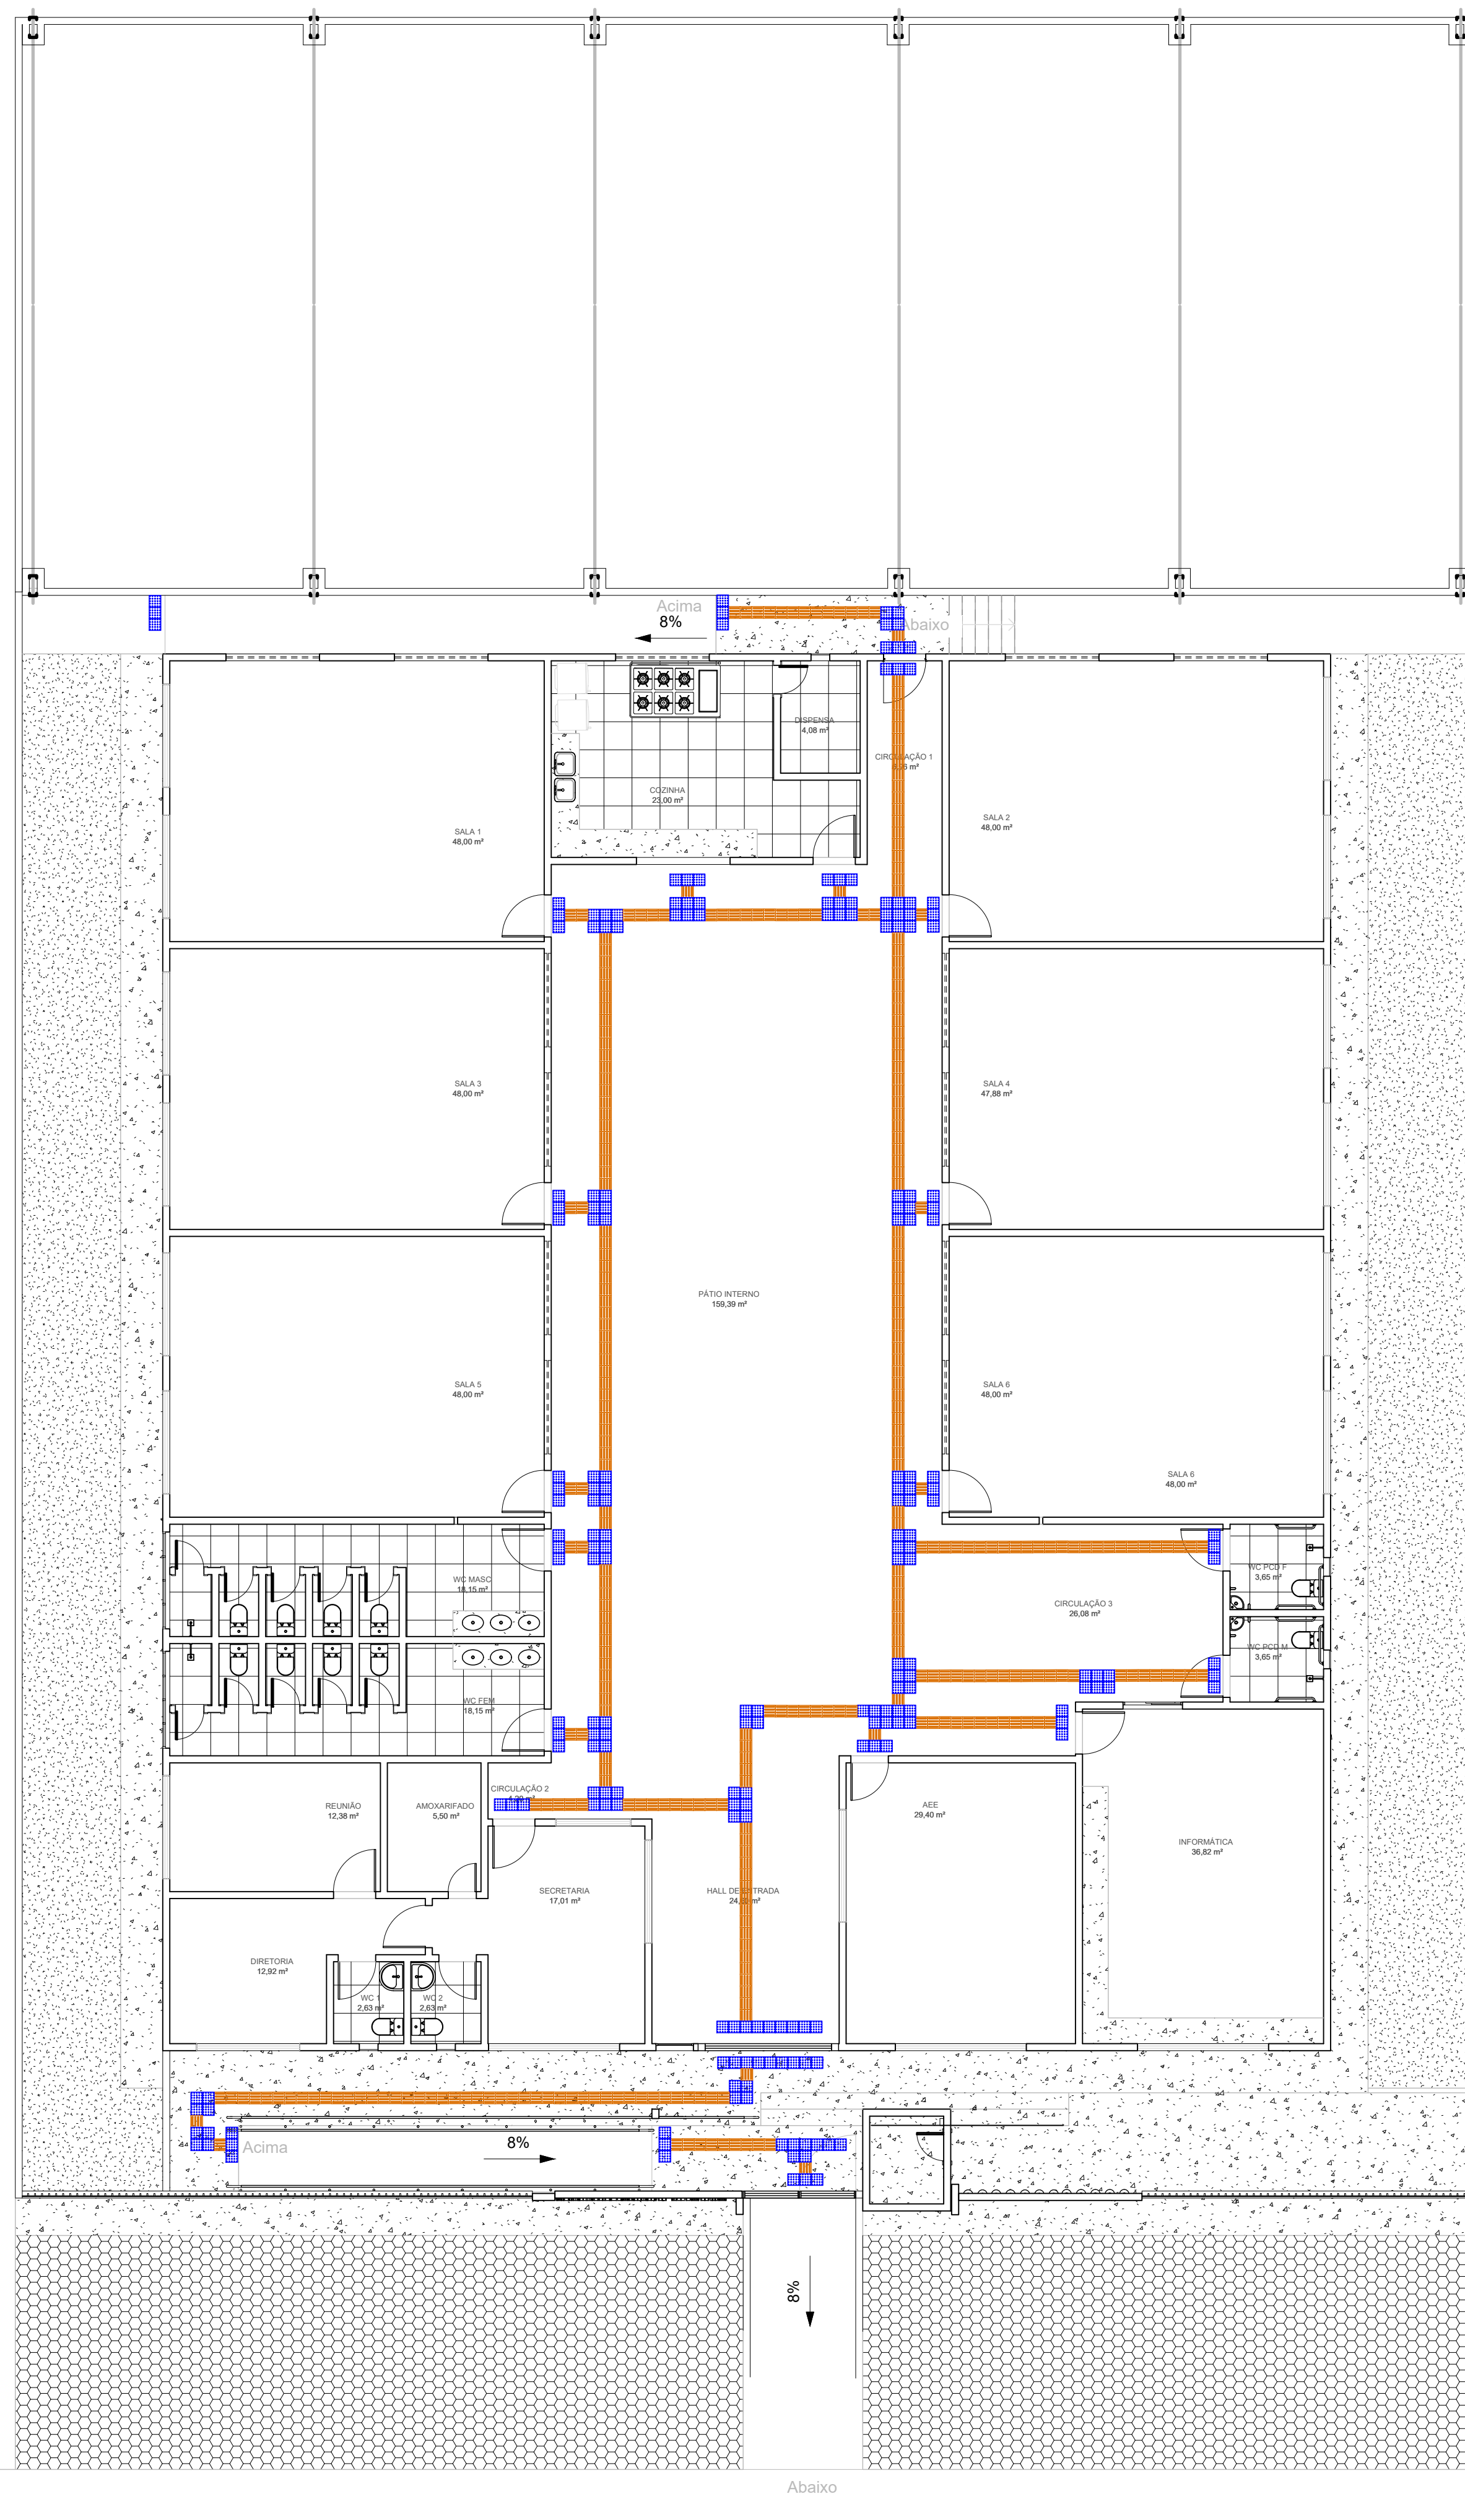 Acima
8%
Abaixo
DISPENSA
4,08 m²
CIRCULAÇÃO 1
m²
COZINHA
23,00 m²
SALA 1
48,00 m²
SALA 2
48,00 m²
SALA 3
48,00 m²
SALA 4
47,88 m²
PÁTIO INTERNO
159,39 m²
SALA 5
48,00 m²
SALA 6
48,00 m²
SALA 6
48,00 m²
WC MASC
18,15 m²
WC PCD F
3,65 m²
CIRCULAÇÃO 3
26,08 m²
WC PCD M
3,65 m²
WC FEM
18,15 m²
CIRCULAÇÃO 2
m²
REUNIÃO
12,38 m²
AMOXARIFADO
5,50 m²
AEE
29,40 m²
INFORMÁTICA
36,82 m²
SECRETARIA
17,01 m²
HALL DE ENTRADA
m²
DIRETORIA
12,92 m²
WC 1
2,63 m²
WC 2
2,63 m²
Acima
8%
8%
Abaixo